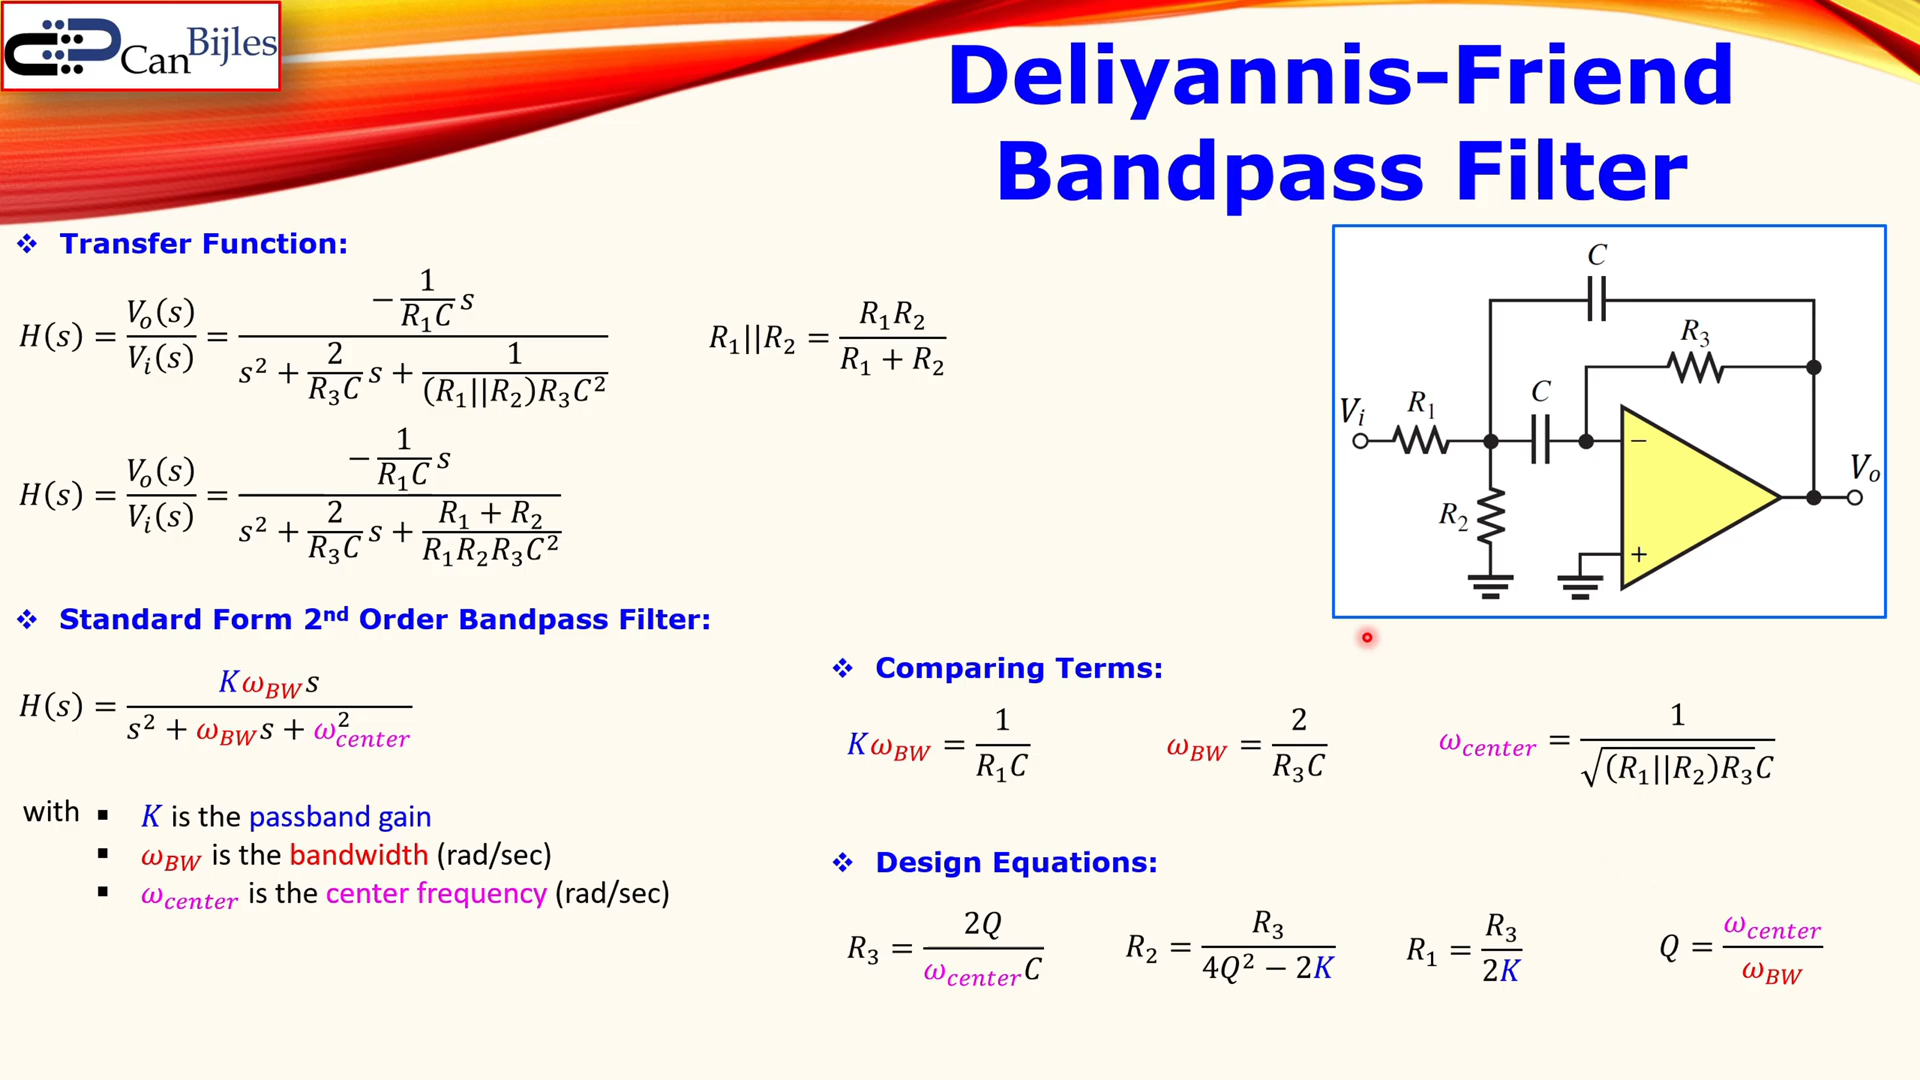 CanBijles
Deliyannis-Friend
Bandpass Filter
❖ Transfer Function:
H(s) = V_o(s)/V_i(s) = (−(1/(R_1C))s)/(s² + (2/(R_3C))s + 1/((R_1||R_2)R_3C²))
R_1||R_2 = R_1R_2/(R_1 + R_2)
H(s) = V_o(s)/V_i(s) = (−(1/(R_1C))s)/(s² + (2/(R_3C))s + (R_1 + R_2)/(R_1R_2R_3C²))
C
R_3
C
V_i
R_1
R_2
−
+
V_o
❖ Standard Form 2nd Order Bandpass Filter:
H(s) = (Kω_BW s)/(s² + ω_BW s + ω²_center)
with
▪ K is the passband gain
▪ ω_BW is the bandwidth (rad/sec)
▪ ω_center is the center frequency (rad/sec)
❖ Comparing Terms:
Kω_BW = 1/(R_1C)
ω_BW = 2/(R_3C)
ω_center = 1/(√((R_1||R_2)R_3)C)
❖ Design Equations:
R_3 = 2Q/(ω_center C)
R_2 = R_3/(4Q² − 2K)
R_1 = R_3/(2K)
Q = ω_center/ω_BW